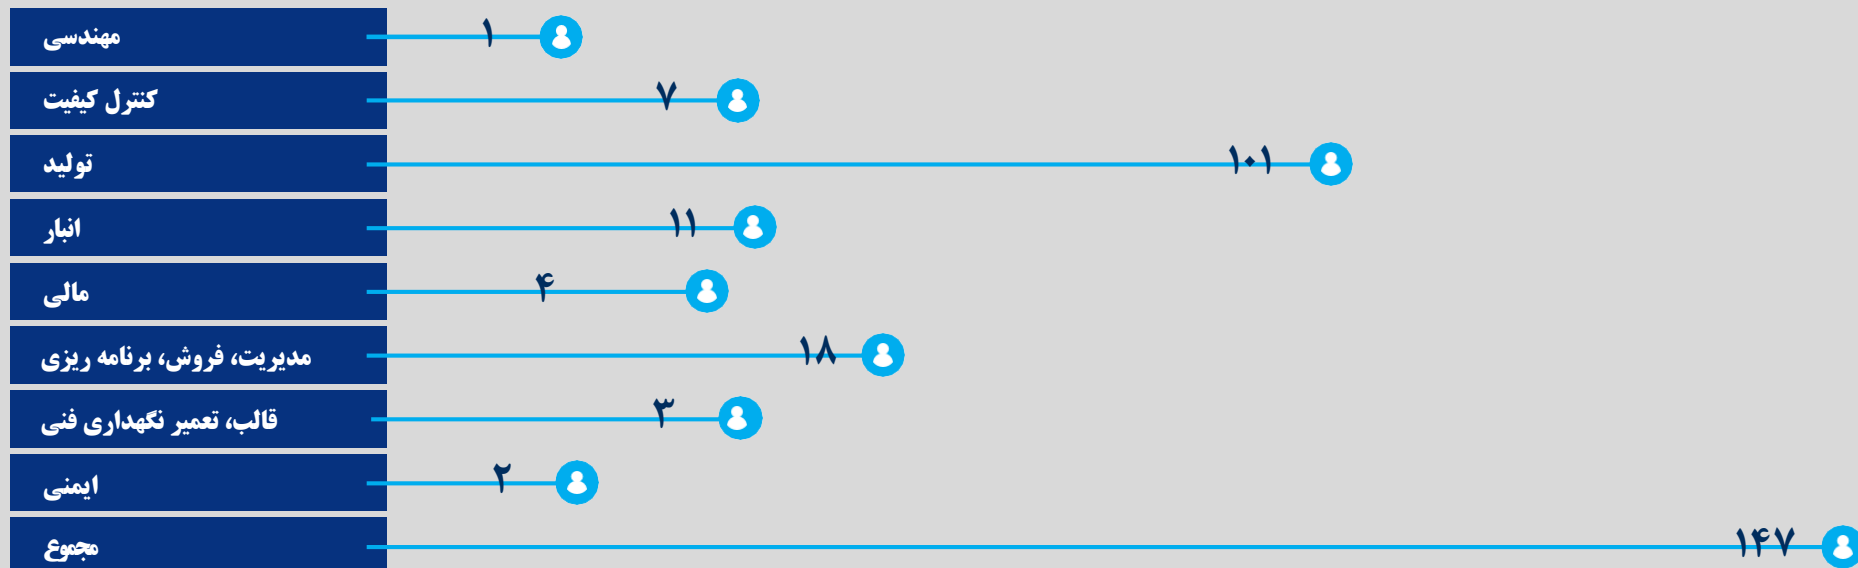 مهندسی ۱
کنترل کیفیت ۷
تولید ۱۰۱
انبار ۱۱
مالی ۴
مدیریت، فروش، برنامه ریزی ۱۸
قالب، تعمیر نگهداری فنی ۳
ایمنی ۲
مجموع ۱۴۷